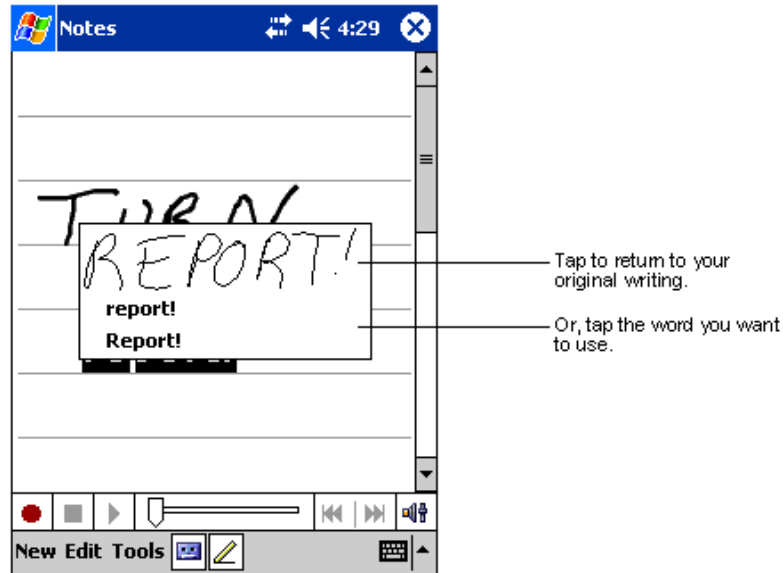 Notes 4:29
TURN
REPORT!
report!
Report!
Tap to return to your
original writing.
Or, tap the word you want
to use.
New Edit Tools